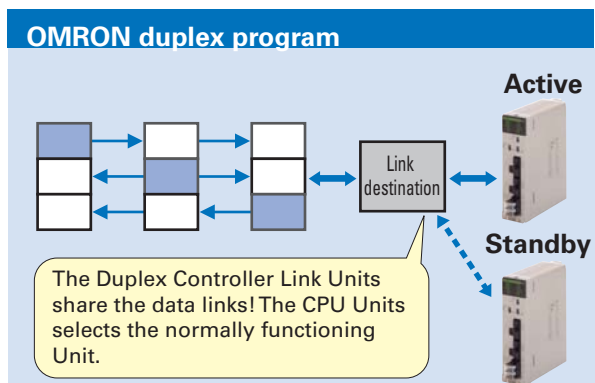 OMRON duplex program
Active
Link
destination
Standby
The Duplex Controller Link Units
share the data links! The CPU Units
selects the normally functioning
Unit.